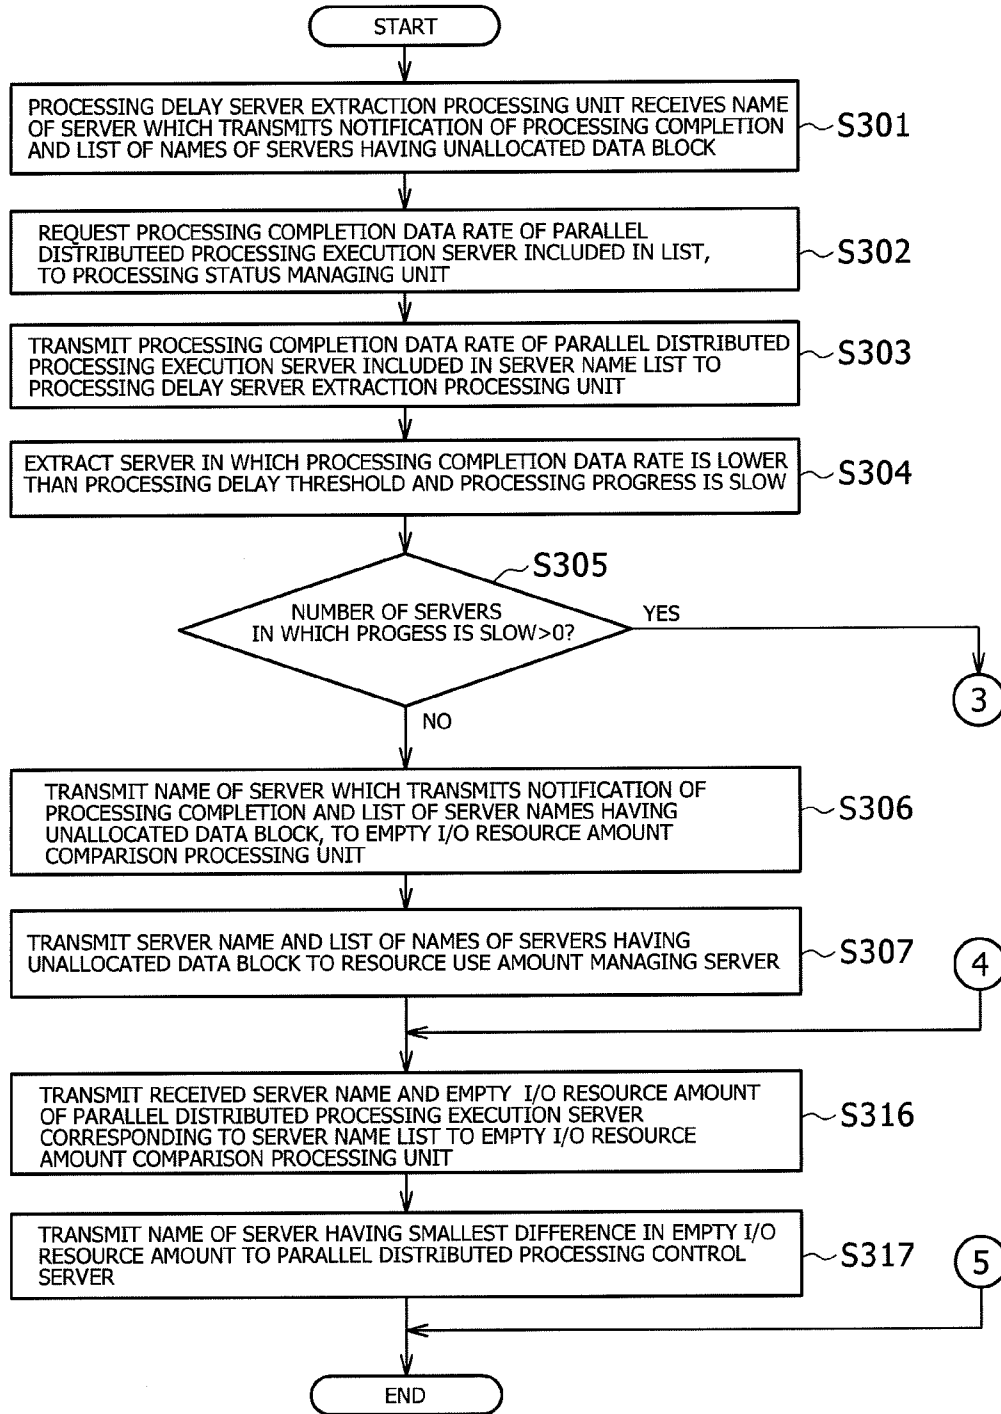 START
PROCESSING DELAY SERVER EXTRACTION PROCESSING UNIT RECEIVES NAME
OF SERVER WHICH TRANSMITS NOTIFICATION OF PROCESSING COMPLETION
AND LIST OF NAMES OF SERVERS HAVING UNALLOCATED DATA BLOCK
S301
REQUEST PROCESSING COMPLETION DATA RATE OF PARALLEL
DISTRIBUTEED PROCESSING EXECUTION SERVER INCLUDED IN LIST,
TO PROCESSING STATUS MANAGING UNIT
S302
TRANSMIT PROCESSING COMPLETION DATA RATE OF PARALLEL DISTRIBUTED
PROCESSING EXECUTION SERVER INCLUDED IN SERVER NAME LIST TO
PROCESSING DELAY SERVER EXTRACTION PROCESSING UNIT
S303
EXTRACT SERVER IN WHICH PROCESSING COMPLETION DATA RATE IS LOWER
THAN PROCESSING DELAY THRESHOLD AND PROCESSING PROGRESS IS SLOW
S304
S305
NUMBER OF SERVERS
IN WHICH PROGESS IS SLOW>0?
YES
3
NO
TRANSMIT NAME OF SERVER WHICH TRANSMITS NOTIFICATION OF
PROCESSING COMPLETION AND LIST OF SERVER NAMES HAVING
UNALLOCATED DATA BLOCK, TO EMPTY I/O RESOURCE AMOUNT
COMPARISON PROCESSING UNIT
S306
TRANSMIT SERVER NAME AND LIST OF NAMES OF SERVERS HAVING
UNALLOCATED DATA BLOCK TO RESOURCE USE AMOUNT MANAGING SERVER
S307
4
TRANSMIT RECEIVED SERVER NAME AND EMPTY I/O RESOURCE AMOUNT
OF PARALLEL DISTRIBUTED PROCESSING EXECUTION SERVER
CORRESPONDING TO SERVER NAME LIST TO EMPTY I/O RESOURCE
AMOUNT COMPARISON PROCESSING UNIT
S316
TRANSMIT NAME OF SERVER HAVING SMALLEST DIFFERENCE IN EMPTY I/O
RESOURCE AMOUNT TO PARALLEL DISTRIBUTED PROCESSING CONTROL
SERVER
S317
5
END